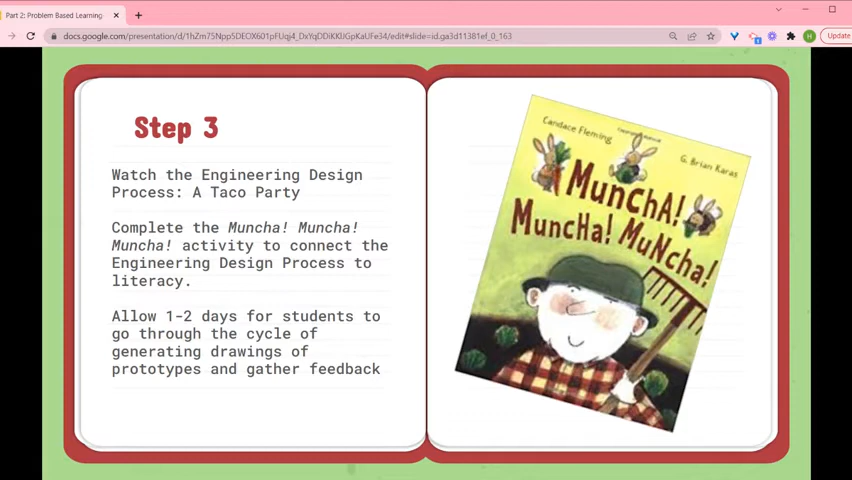 Part 2: Problem Based Learning
docs.google.com/presentation/d/1hZm75Npp5DEOX601pFUqj4_DxYqDDiKKUGpKaUFe34/edit#slide=id.ga3d11381ef_0_163
H
Update
Step 3
Watch the Engineering Design
Process: A Taco Party
Complete the Muncha! Muncha!
Muncha! activity to connect the
Engineering Design Process to
literacy.
Allow 1-2 days for students to
go through the cycle of
generating drawings of
prototypes and gather feedback
Candace Fleming
G. Brian Karas
MunchA!
MuncHa! MuNcha!